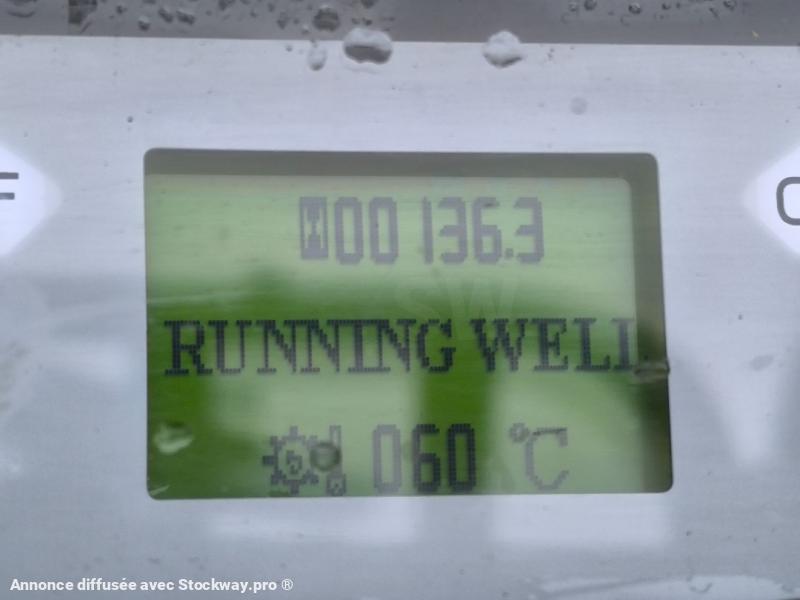 00136.3
RUNNING WELL
060 °C
F
Annonce diffusée avec Stockway.pro ®